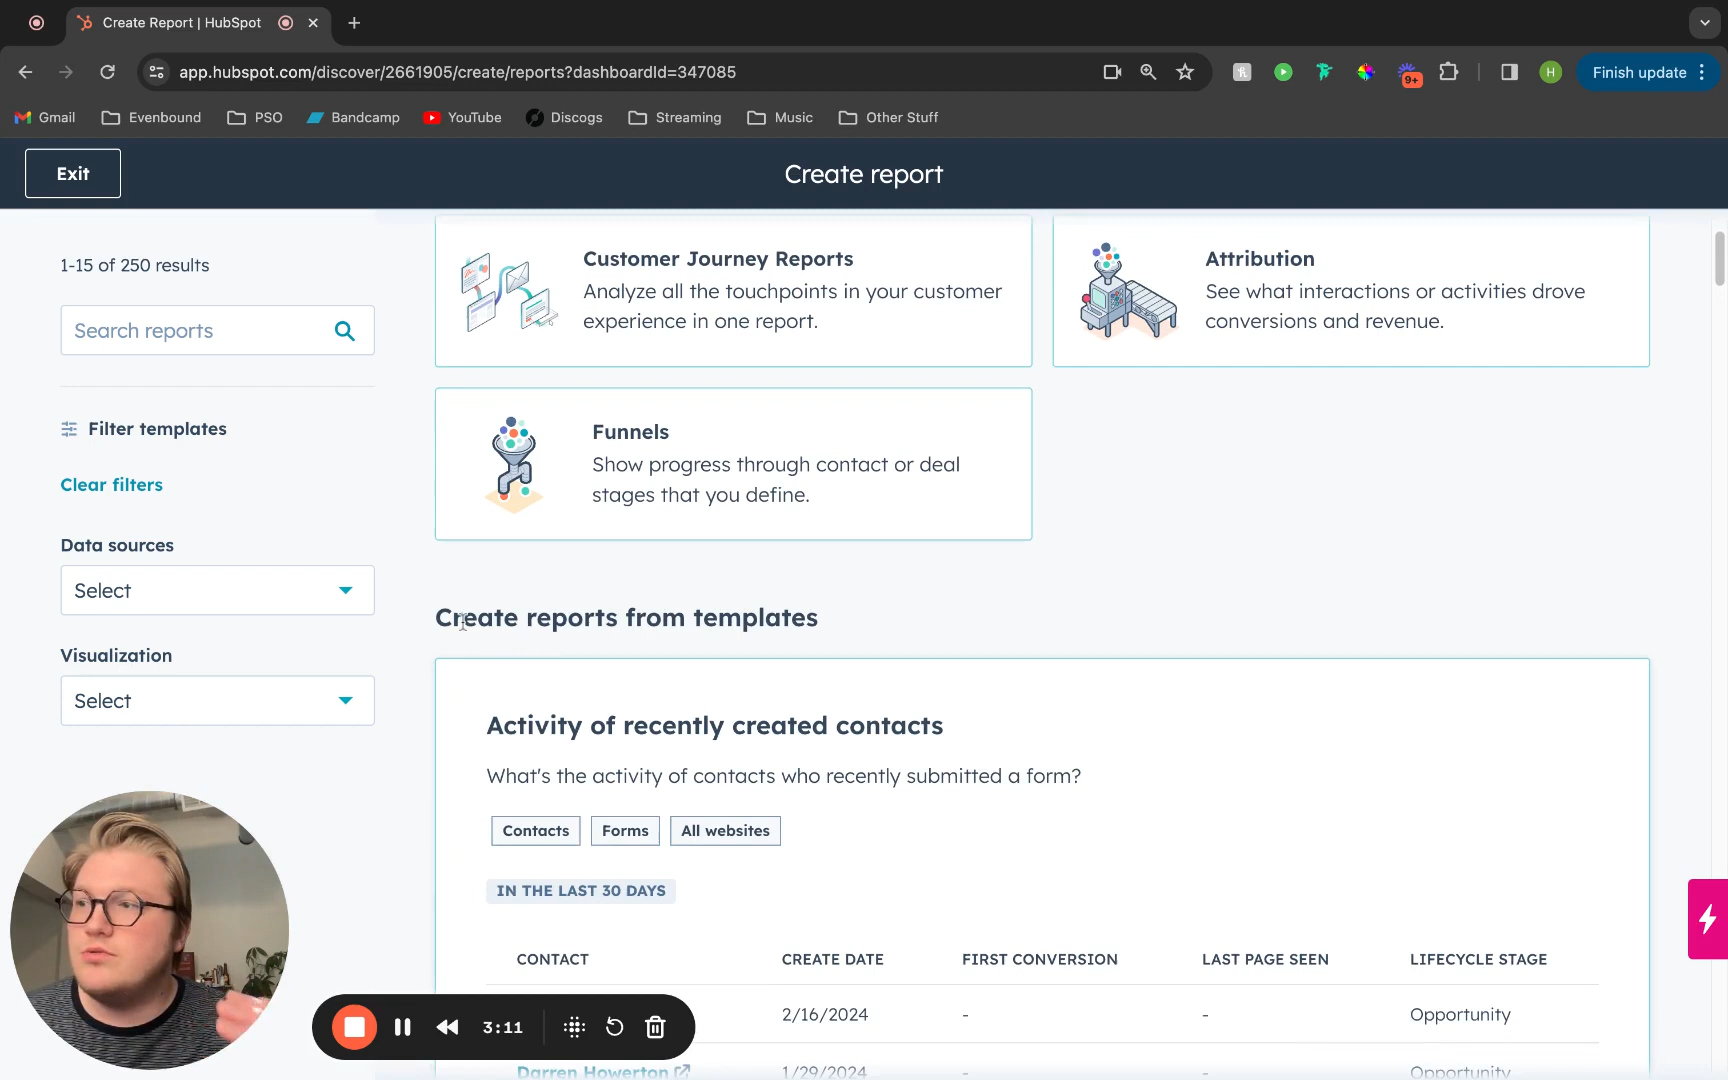 Create Report | HubSpot
app.hubspot.com/discover/2661905/create/reports?dashboardId=347085
9+
H
Finish update
Gmail
Evenbound
PSO
Bandcamp
YouTube
Discogs
Streaming
Music
Other Stuff
Exit
Create report
1-15 of 250 results
Search reports
Filter templates
Clear filters
Data sources
Select
Visualization
Select
Customer Journey Reports
Analyze all the touchpoints in your customer
experience in one report.
Attribution
See what interactions or activities drove
conversions and revenue.
Funnels
Show progress through contact or deal
stages that you define.
Create reports from templates
Activity of recently created contacts
What's the activity of contacts who recently submitted a form?
Contacts
Forms
All websites
IN THE LAST 30 DAYS
CONTACT CREATE DATE FIRST CONVERSION LAST PAGE SEEN LIFECYCLE STAGE
2/16/2024 - - Opportunity
Darren Howerton 1/29/2024 - - Opportunity
3:11